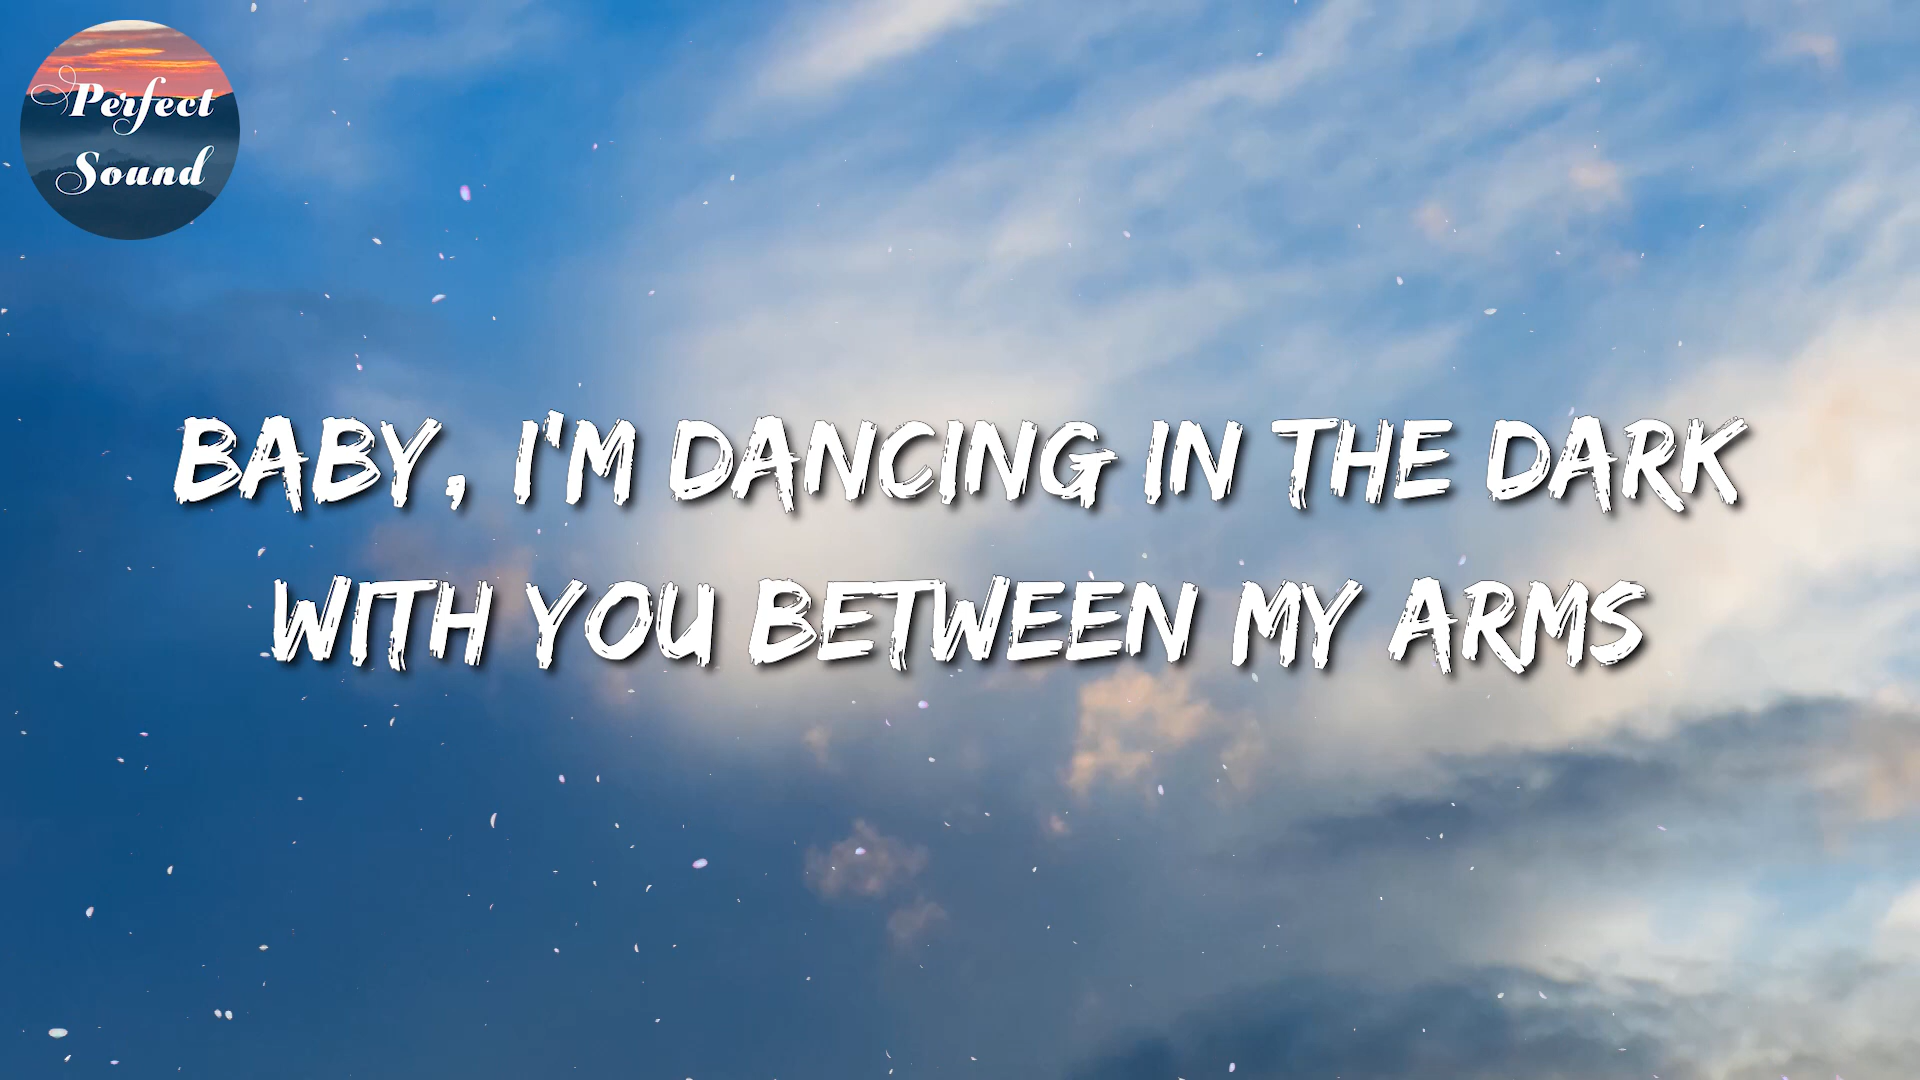 Perfect
Sound
BABY, I'M DANCING IN THE DARK
WITH YOU BETWEEN MY ARMS